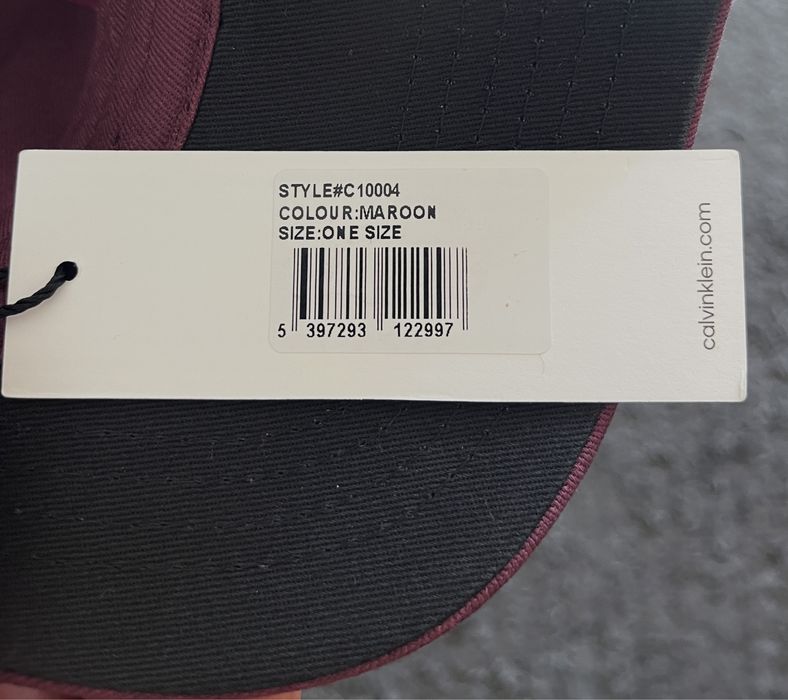 STYLE#C10004
COLOUR:MAROON
SIZE:ONE SIZE
5 397293 122997
calvinklein.com